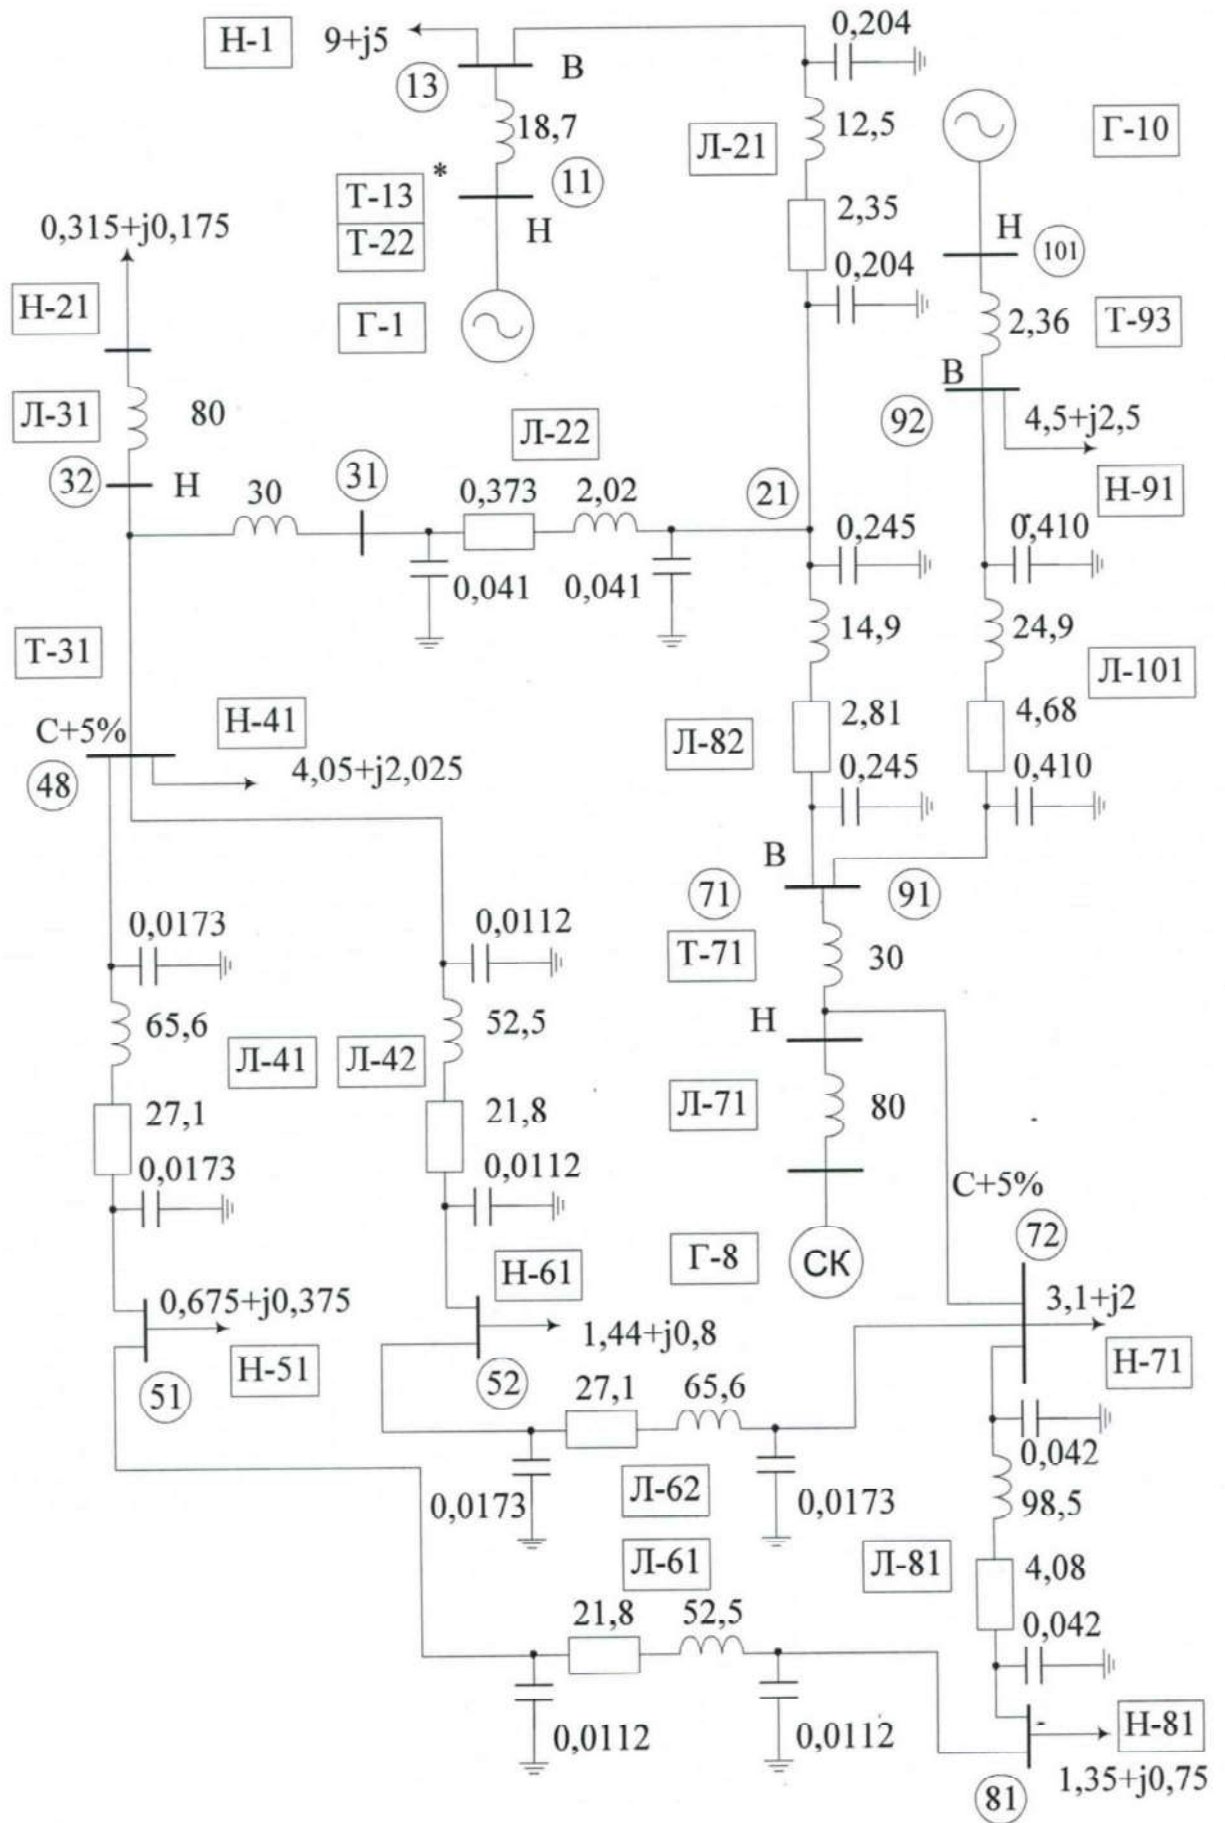 Н-1
9+j5
13
В
0,204
18,7
12,5
Л-21
Г-10
*
Т-13
11
Т-22
Н
2,35
0,204
Н
101
Г-1
2,36
Т-93
0,315+j0,175
Н-21
Л-31
80
32
Н
В
92
4,5+j2,5
Н-91
Л-22
31
30
0,373
2,02
21
0,041
0,041
0,245
0,410
14,9
24,9
Т-31
Л-101
Н-41
С+5%
48
4,05+j2,025
2,81
4,68
Л-82
0,245
0,410
В
71
91
Т-71
30
0,0173
0,0112
65,6
52,5
Н
Л-41
Л-42
Л-71
80
27,1
21,8
0,0173
0,0112
С+5%
72
Г-8
СК
0,675+j0,375
Н-51
51
Н-61
1,44+j0,8
52
3,1+j2
Н-71
27,1
65,6
0,0173
Л-62
0,0173
0,042
98,5
Л-61
Л-81
4,08
0,042
21,8
52,5
0,0112
0,0112
Н-81
1,35+j0,75
81